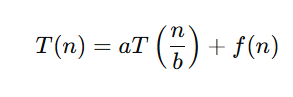 T(n) = aT(n/b) + f(n)